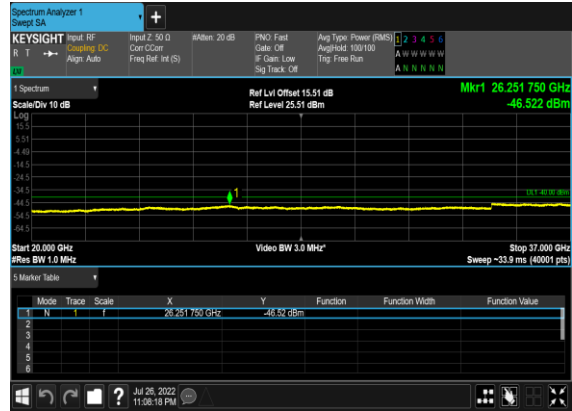 Spectrum Analyzer 1
Swept SA
+
KEYSIGHT Input: RF Input Z: 50 Ω #Atten: 20 dB PNO: Fast Avg Type: Power (RMS) 1 2 3 4 5 6
R T Coupling: DC Corr CCorr Gate: Off Avg|Hold: 100/100 A W W W W W
Align: Auto Freq Ref: Int (S) IF Gain: Low Trig: Free Run
Sig Track: Off A N N N N N
1 Spectrum Ref Lvl Offset 15.51 dB Mkr1 26.251 750 GHz
Scale/Div 10 dB Ref Level 25.51 dBm -46.522 dBm
Log
15.5
5.51
-4.49
-14.5
-24.5
-34.5 1 DL1 -40.00 dBm
-44.5
-54.5
-64.5
Start 20.000 GHz Video BW 3.0 MHz* Stop 37.000 GHz
#Res BW 1.0 MHz Sweep ~33.9 ms (40001 pts)
5 Marker Table
Mode Trace Scale X Y Function Function Width Function Value
1 N 1 f 26.251 750 GHz -46.52 dBm
2
3
4
5
6
? Jul 26, 2022
11:08:18 PM